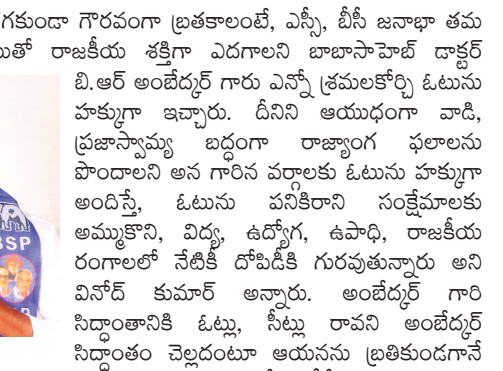 గకుండా గౌరవంగా బ్రతకాలంటే, ఎస్సీ, బీసీ జనాభా తమ
తో రాజకీయ శక్తిగా ఎదగాలని బాబాసాహెబ్ డాక్టర్
బి.ఆర్ అంబేద్కర్ గారు ఎన్నో శ్రమలకోర్చి ఓటును
హక్కుగా ఇచ్చారు. దీనిని ఆయుధంగా వాడి,
ప్రజాస్వామ్య బద్ధంగా రాజ్యాంగ ఫలాలను
పొందాలని అన గారిన వర్గాలకు ఓటును హక్కుగా
అందిస్తే, ఓటును పనికిరాని సంక్షేమాలకు
అమ్ముకొని, విద్య, ఉద్యోగ, ఉపాధి, రాజకీయ
రంగాలలో నేటికీ దోపిడీకి గురవుతున్నారు అని
వినోద్ కుమార్ అన్నారు. అంబేద్కర్ గారి
సిద్ధాంతానికి ఓట్లు, సీట్లు రావని అంబేద్కర్
సిద్ధాంతం చెల్లదంటూ ఆయనను బ్రతికుండగానే
BSP